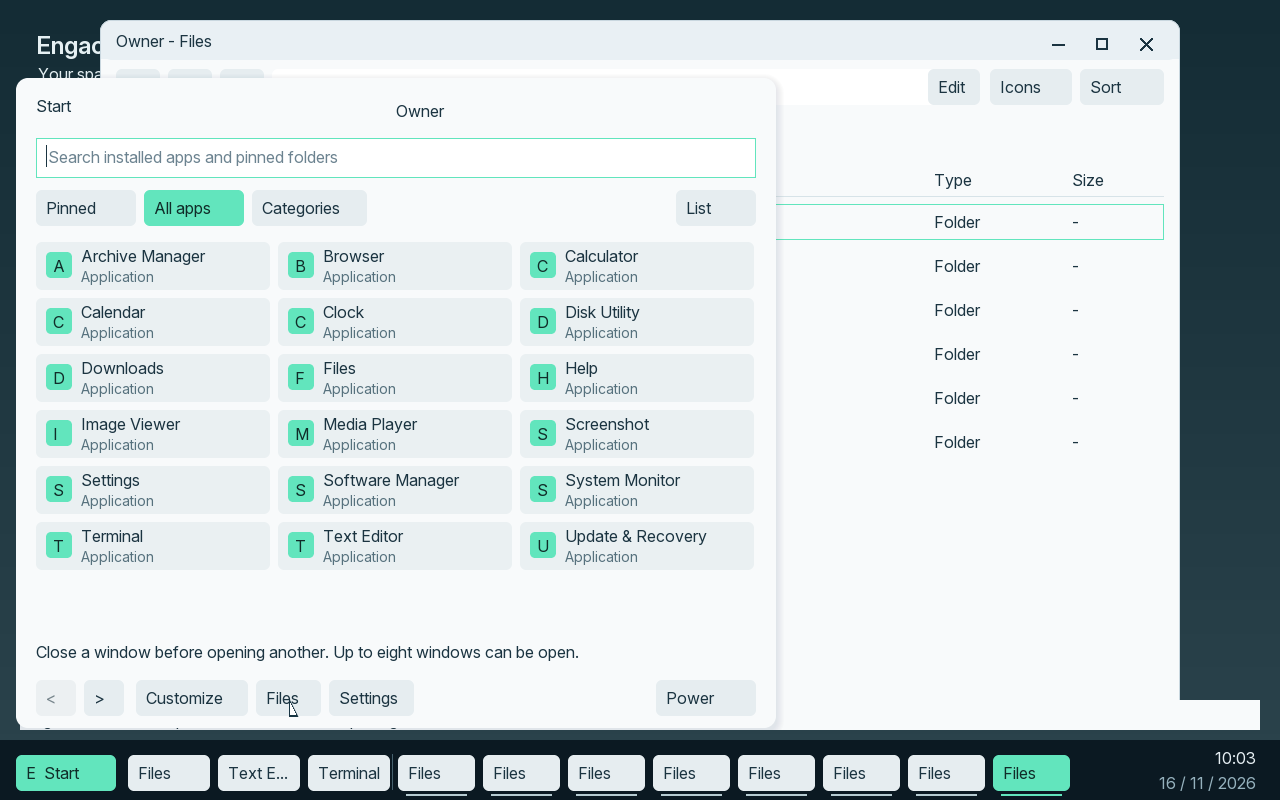 Engac
Owner - Files
Your spa
Edit
Icons
Sort
Start
Owner
Search installed apps and pinned folders
Pinned
All apps
Categories
List
Type
Size
A
Archive Manager
Application
B
Browser
Application
C
Calculator
Application
Folder
-
C
Calendar
Application
C
Clock
Application
D
Disk Utility
Application
Folder
-
Folder
-
D
Downloads
Application
F
Files
Application
H
Help
Application
Folder
-
I
Image Viewer
Application
M
Media Player
Application
S
Screenshot
Application
Folder
-
Folder
-
S
Settings
Application
S
Software Manager
Application
S
System Monitor
Application
T
Terminal
Application
T
Text Editor
Application
U
Update & Recovery
Application
Close a window before opening another. Up to eight windows can be open.
<
>
Customize
Files
Settings
Power
E Start
Files
Text E...
Terminal
Files
Files
Files
Files
Files
Files
Files
Files
10:03
16 / 11 / 2026